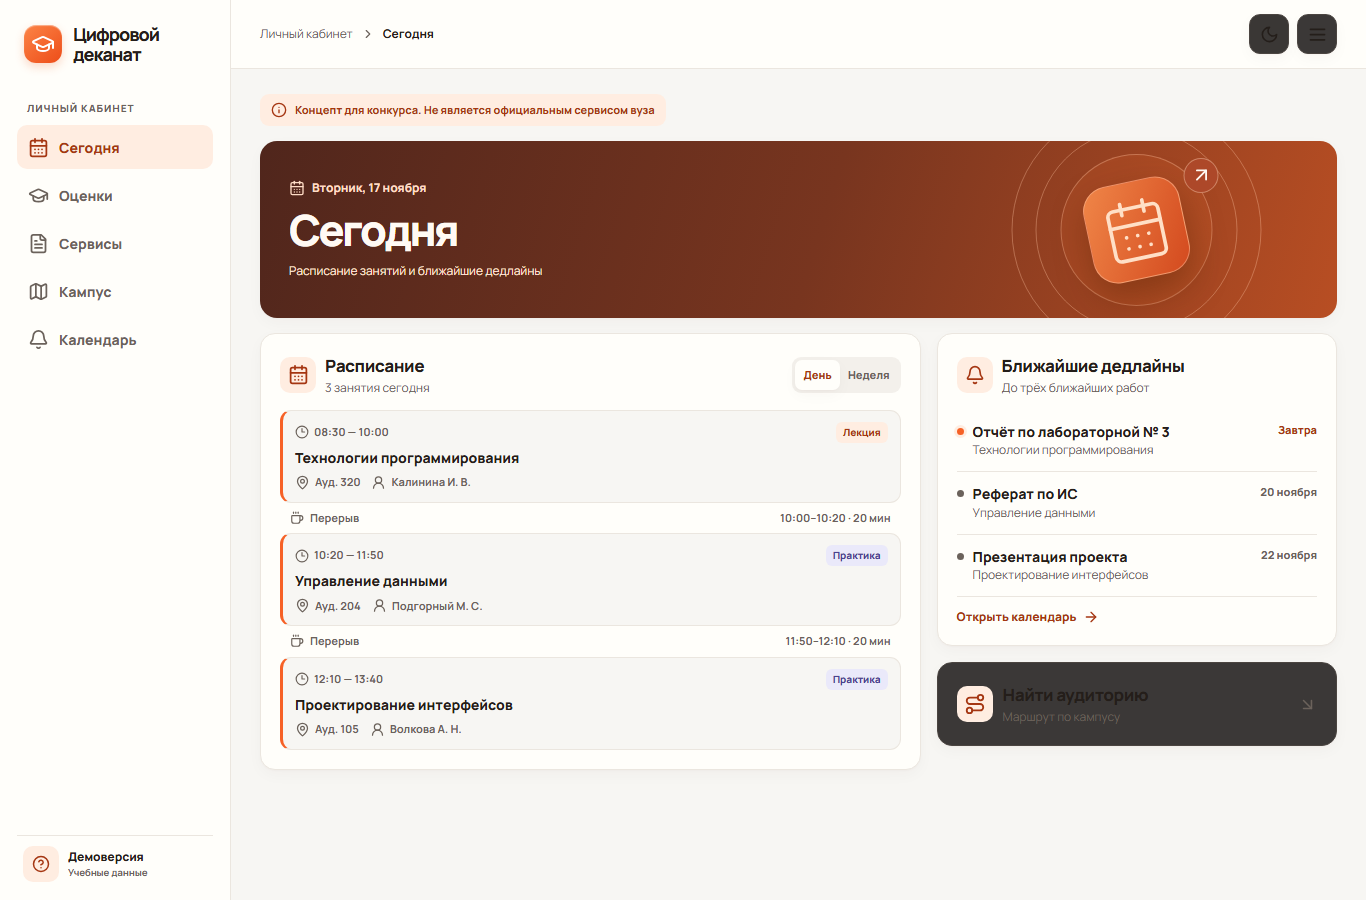 Цифровой
деканат
ЛИЧНЫЙ КАБИНЕТ
Сегодня
Оценки
Сервисы
Кампус
Календарь
Демоверсия
Учебные данные
Личный кабинет
Сегодня
Концепт для конкурса. Не является официальным сервисом вуза
Вторник, 17 ноября
Сегодня
Расписание занятий и ближайшие дедлайны
Расписание
3 занятия сегодня
День Неделя
08:30 — 10:00
Лекция
Технологии программирования
Ауд. 320 Калинина И. В.
Перерыв 10:00–10:20 · 20 мин
10:20 — 11:50
Практика
Управление данными
Ауд. 204 Подгорный М. С.
Перерыв 11:50–12:10 · 20 мин
12:10 — 13:40
Практика
Проектирование интерфейсов
Ауд. 105 Волкова А. Н.
Ближайшие дедлайны
До трёх ближайших работ
Отчёт по лабораторной № 3 Завтра
Технологии программирования
Реферат по ИС 20 ноября
Управление данными
Презентация проекта 22 ноября
Проектирование интерфейсов
Открыть календарь
Найти аудиторию
Маршрут по кампусу